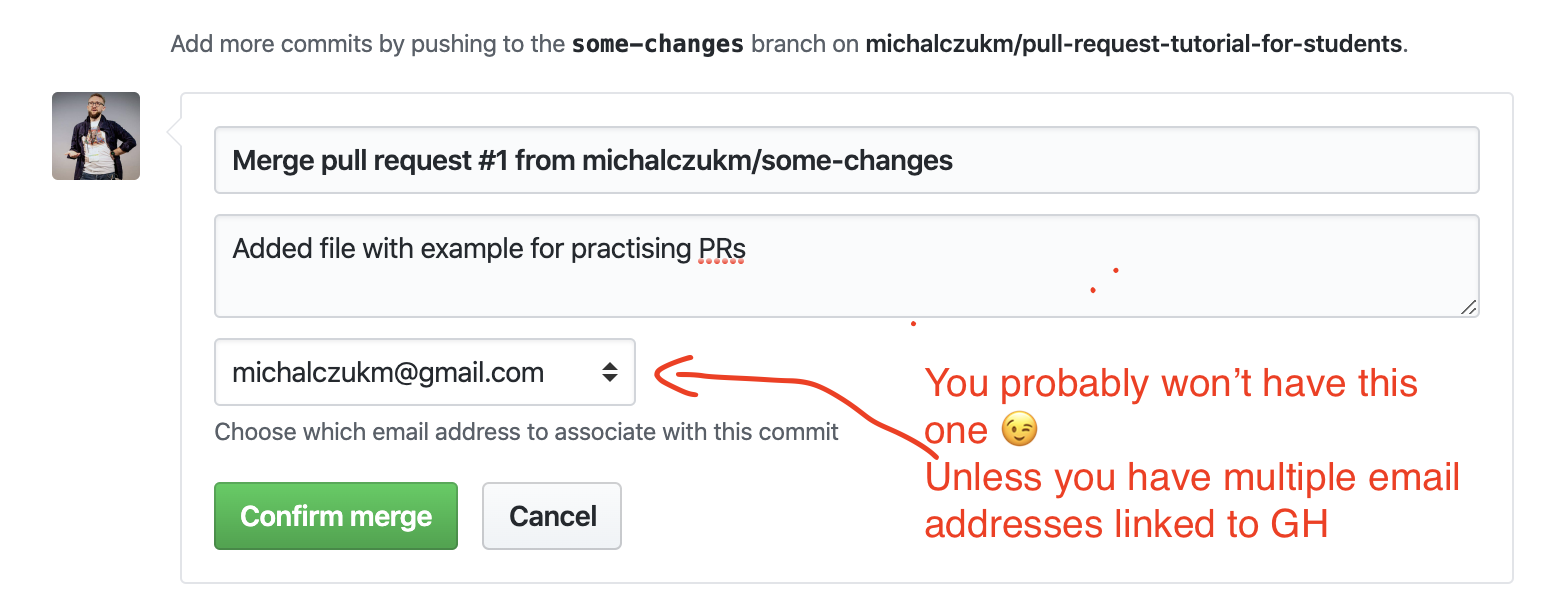 Add more commits by pushing to the some-changes branch on michalczukm/pull-request-tutorial-for-students.
Merge pull request #1 from michalczukm/some-changes
Added file with example for practising PRs
michalczukm@gmail.com
Choose which email address to associate with this commit
Confirm merge
Cancel
You probably won’t have this
one 😉
Unless you have multiple email
addresses linked to GH